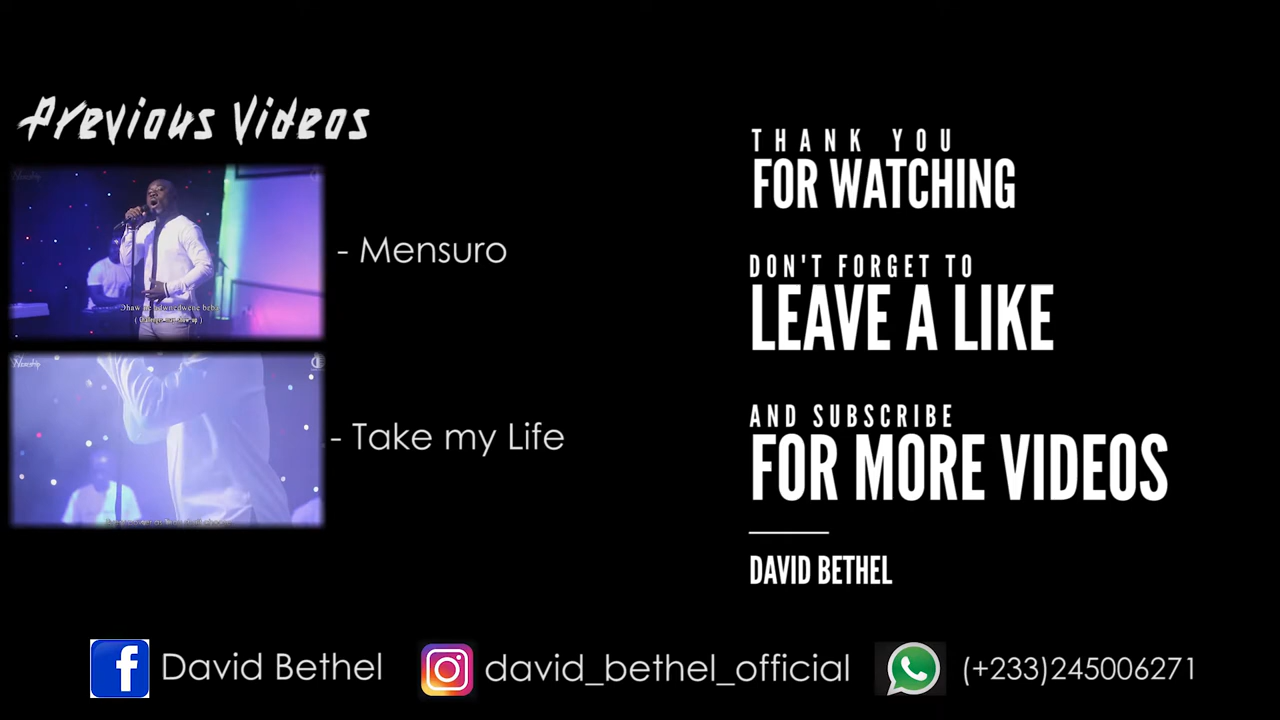 Previous Videos
- Mensuro
- Take my Life
Worship
THANK YOU
FOR WATCHING
DON'T FORGET TO
LEAVE A LIKE
AND SUBSCRIBE
FOR MORE VIDEOS
DAVID BETHEL
David Bethel
david_bethel_official
(+233)245006271